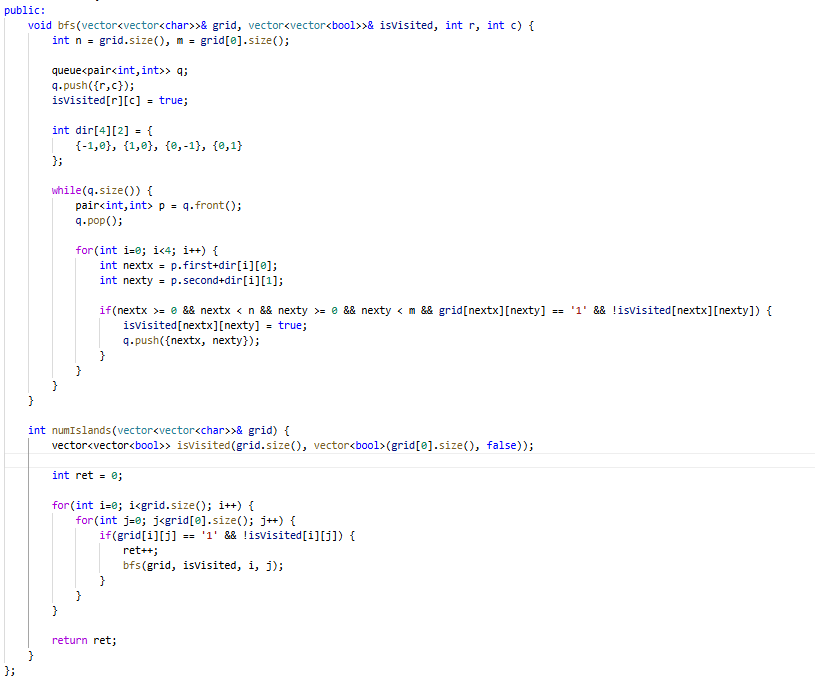 public:
    void bfs(vector<vector<char>>& grid, vector<vector<bool>>& isVisited, int r, int c) {
        int n = grid.size(), m = grid[0].size();

        queue<pair<int,int>> q;
        q.push({r,c});
        isVisited[r][c] = true;

        int dir[4][2] = {
            {-1,0}, {1,0}, {0,-1}, {0,1}
        };

        while(q.size()) {
            pair<int,int> p = q.front();
            q.pop();

            for(int i=0; i<4; i++) {
                int nextx = p.first+dir[i][0];
                int nexty = p.second+dir[i][1];

                if(nextx >= 0 && nextx < n && nexty >= 0 && nexty < m && grid[nextx][nexty] == '1' && !isVisited[nextx][nexty]) {
                    isVisited[nextx][nexty] = true;
                    q.push({nextx, nexty});
                }
            }
        }
    }

    int numIslands(vector<vector<char>>& grid) {
        vector<vector<bool>> isVisited(grid.size(), vector<bool>(grid[0].size(), false));

        int ret = 0;

        for(int i=0; i<grid.size(); i++) {
            for(int j=0; j<grid[0].size(); j++) {
                if(grid[i][j] == '1' && !isVisited[i][j]) {
                    ret++;
                    bfs(grid, isVisited, i, j);
                }
            }
        }

        return ret;
    }
};